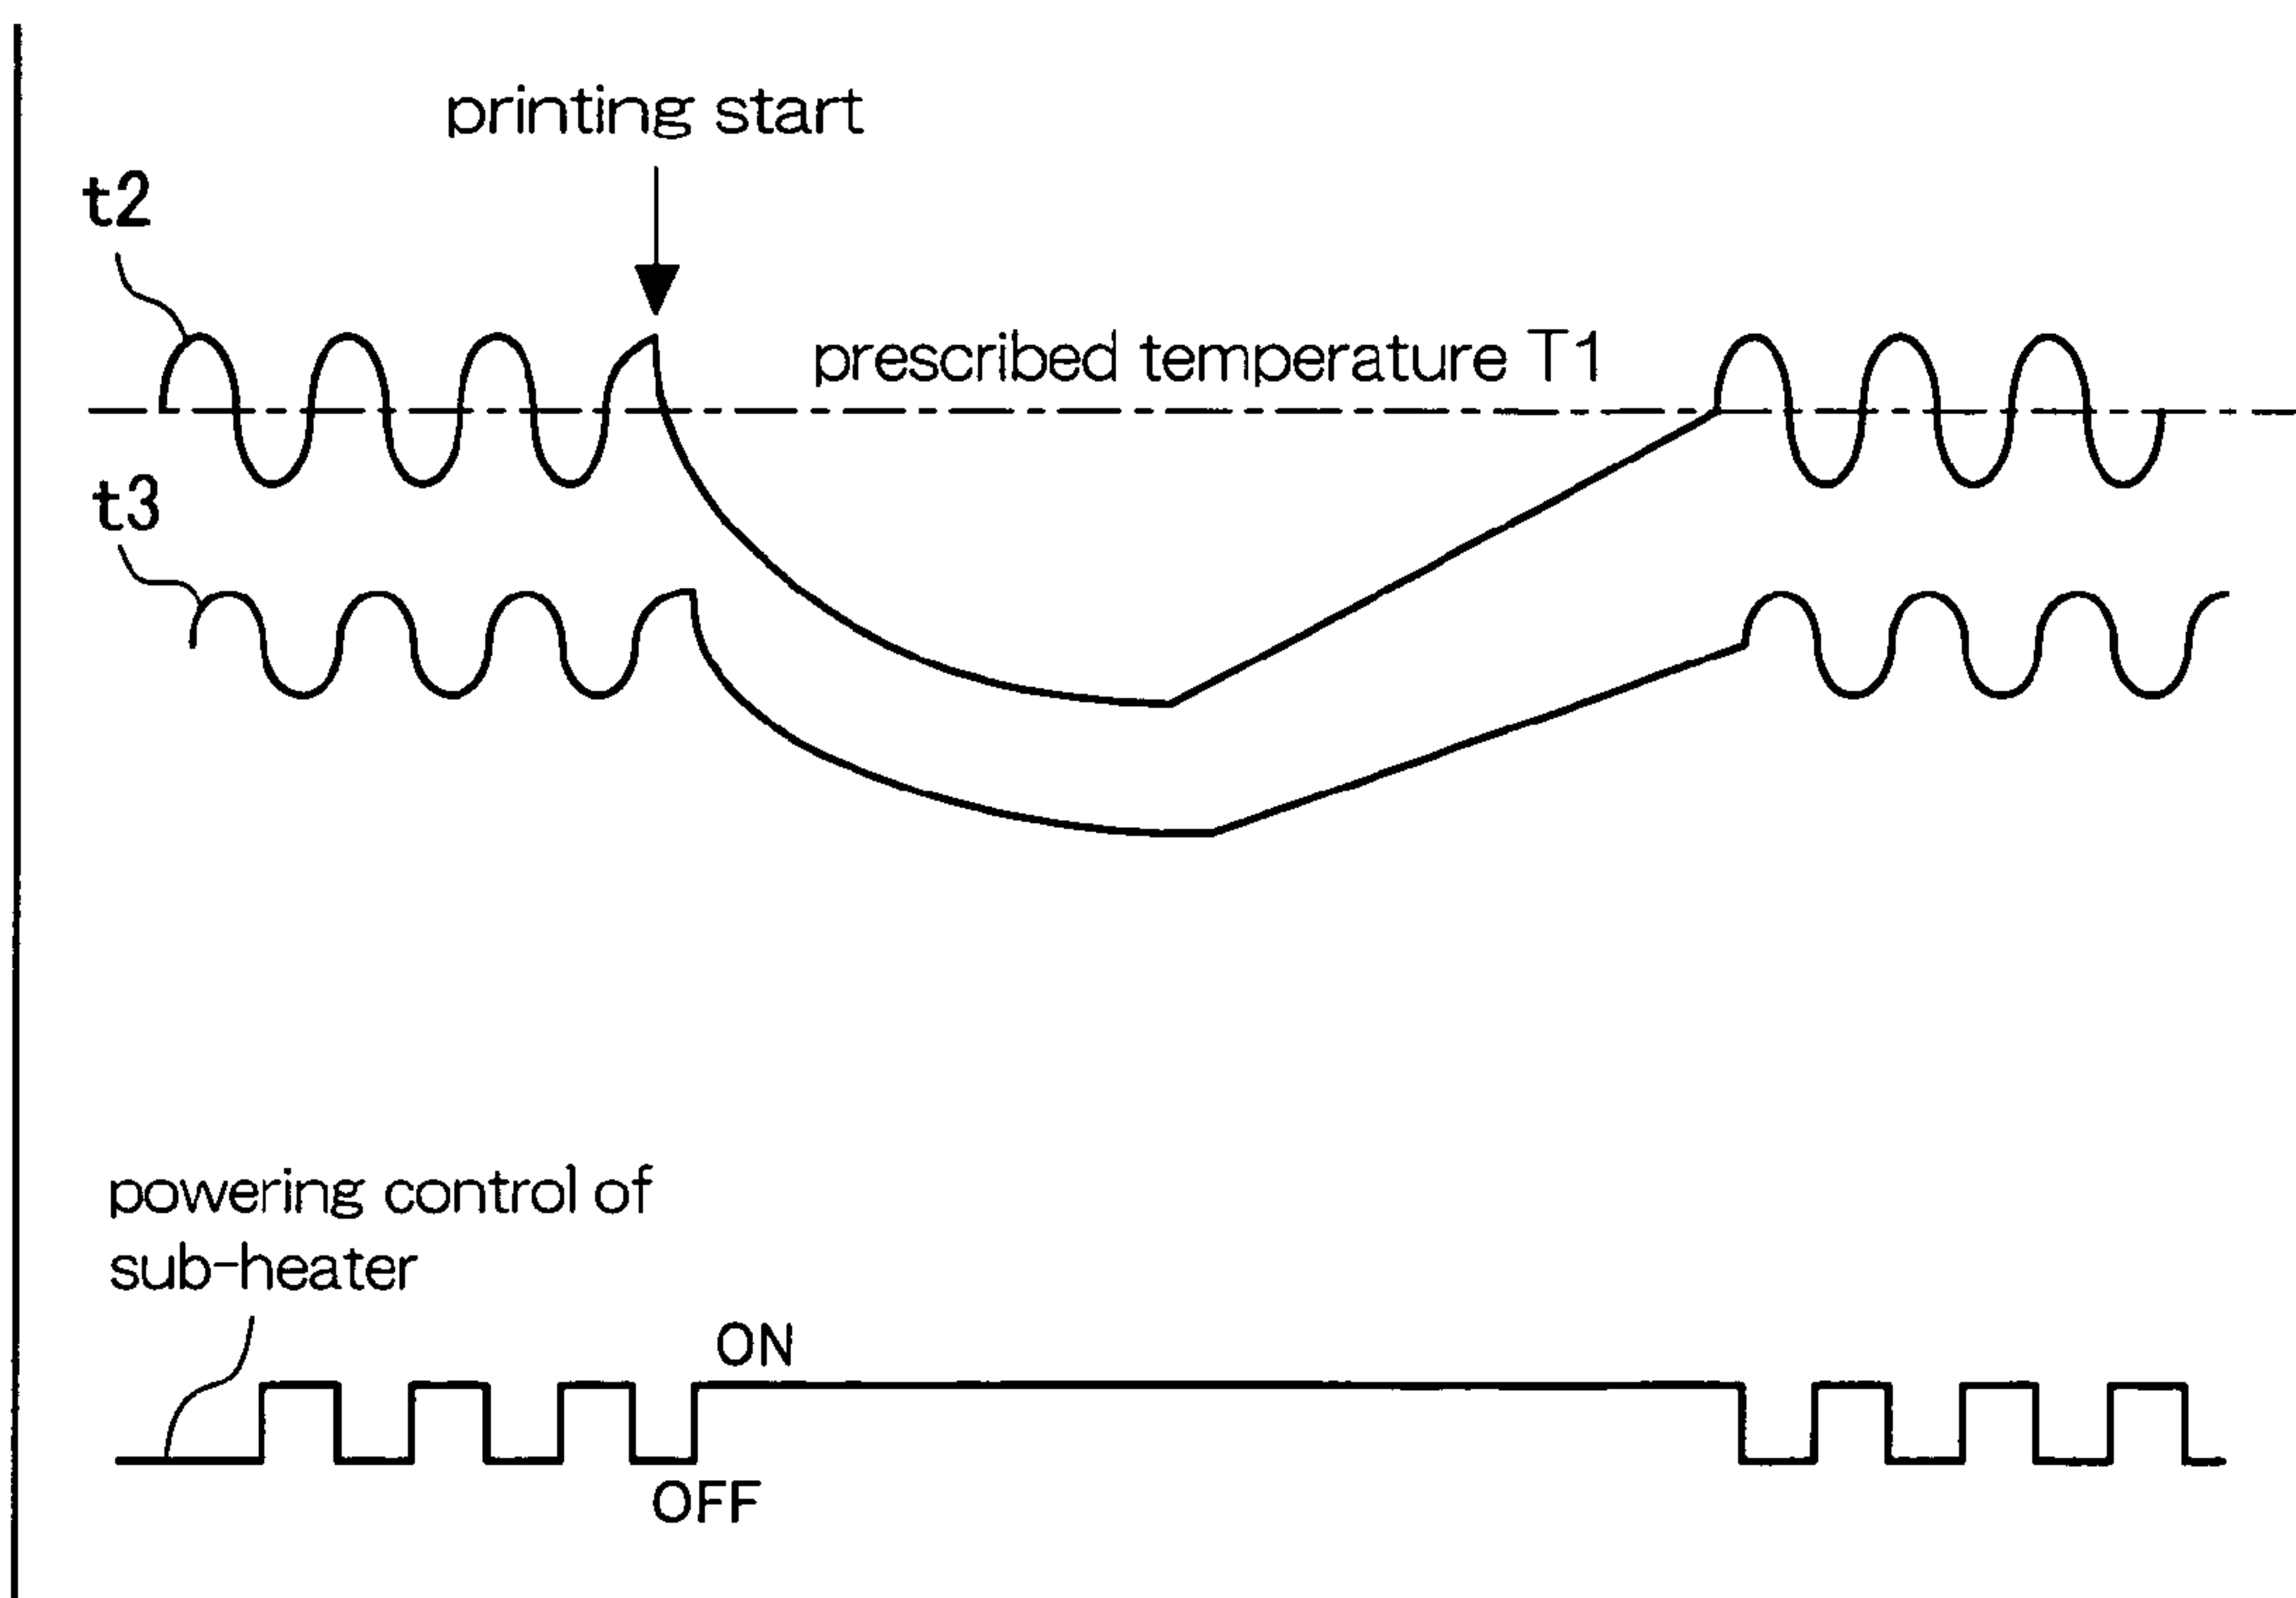 printing start
t2
prescribed temperature T1
t3
powering control of
sub-heater
ON
OFF